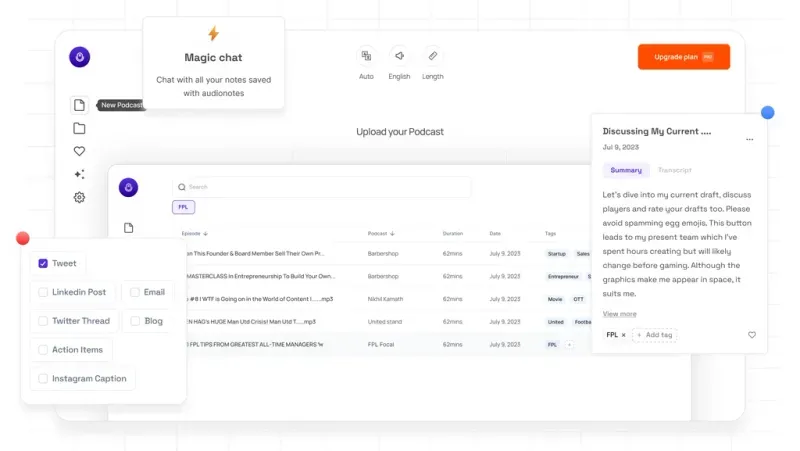 Magic chat
Chat with all your notes saved
with audionotes
Auto
English
Length
Upgrade plan
New Podcast
Upload your Podcast
Search
FPL
Episode
Podcast
Duration
Date
Tags
on This Founder & Board Member Sell Their Own Pr...
Barbershop
62mins
July 9, 2023
Startup
Sales
MASTERCLASS In Entrepreneurship To Build Your Own...
Barbershop
62mins
July 9, 2023
Entrepreneur
S
#8 I WTF is Going on in the World of Content I.....mp3
Nikhil Kamath
62mins
July 9, 2023
Movie
OTT
N HAG's HUGE Man Utd Crisis! Man Utd T....mp3
United stand
62mins
July 9, 2023
United
Footba
FPL TIPS FROM GREATEST ALL-TIME MANAGERS
FPL Focal
62mins
July 9, 2023
FPL
+
Discussing My Current ....
Jul 9, 2023
Summary
Transcript
Let's dive into my current draft, discuss
players and rate your drafts too. Please
avoid spamming egg emojis. This button
leads to my present team which I've
spent hours creating but will likely
change before gaming. Although the
graphics make me appear in space, it
suits me.
View more
FPL ×
+ Add tag
Tweet
Linkedin Post
Email
Twitter Thread
Blog
Action Items
Instagram Caption